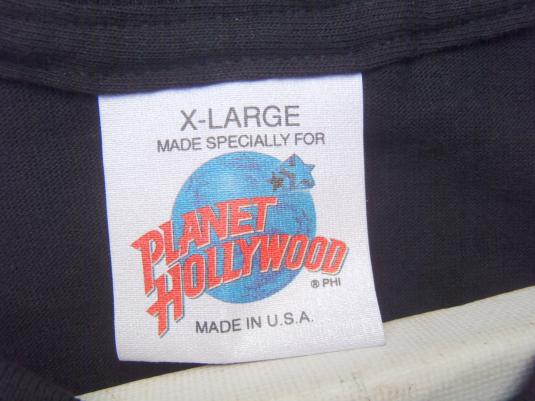 X-LARGE
MADE SPECIALLY FOR
PLANET
HOLLYWOOD
® PHI
MADE IN U.S.A.